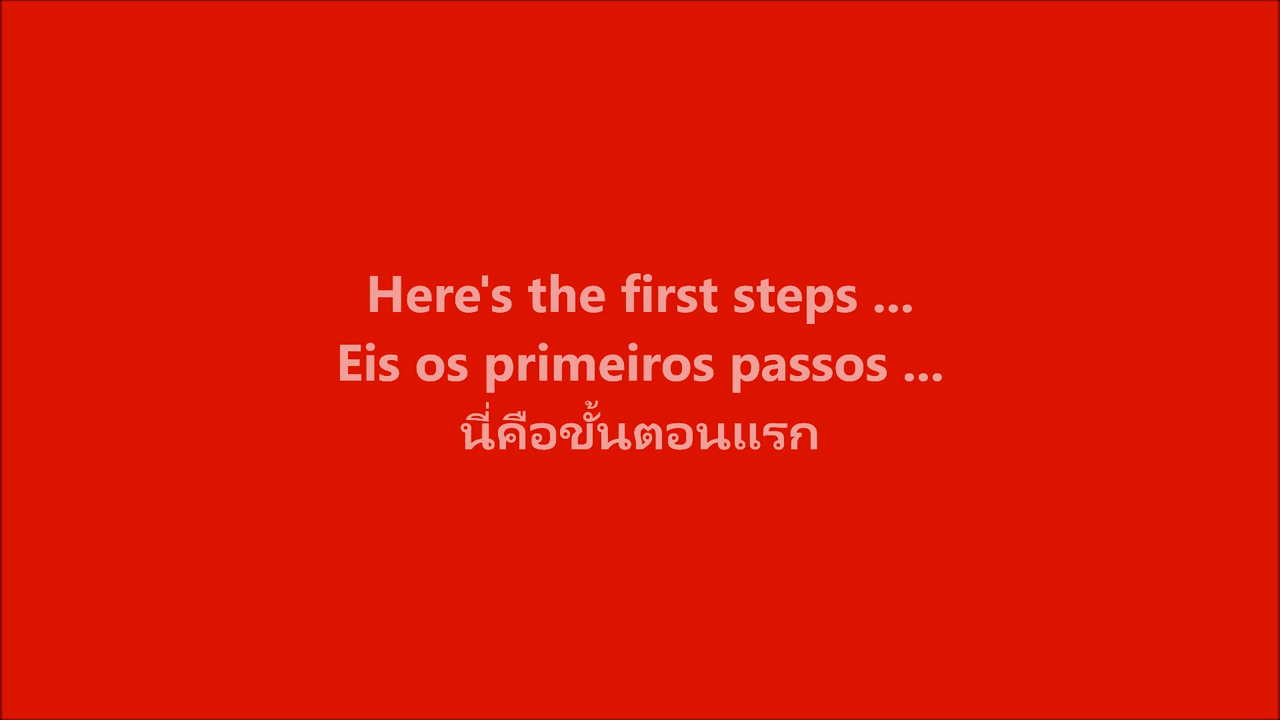 Here's the first steps ...
Eis os primeiros passos ...
นี่คือขั้นตอนแรก